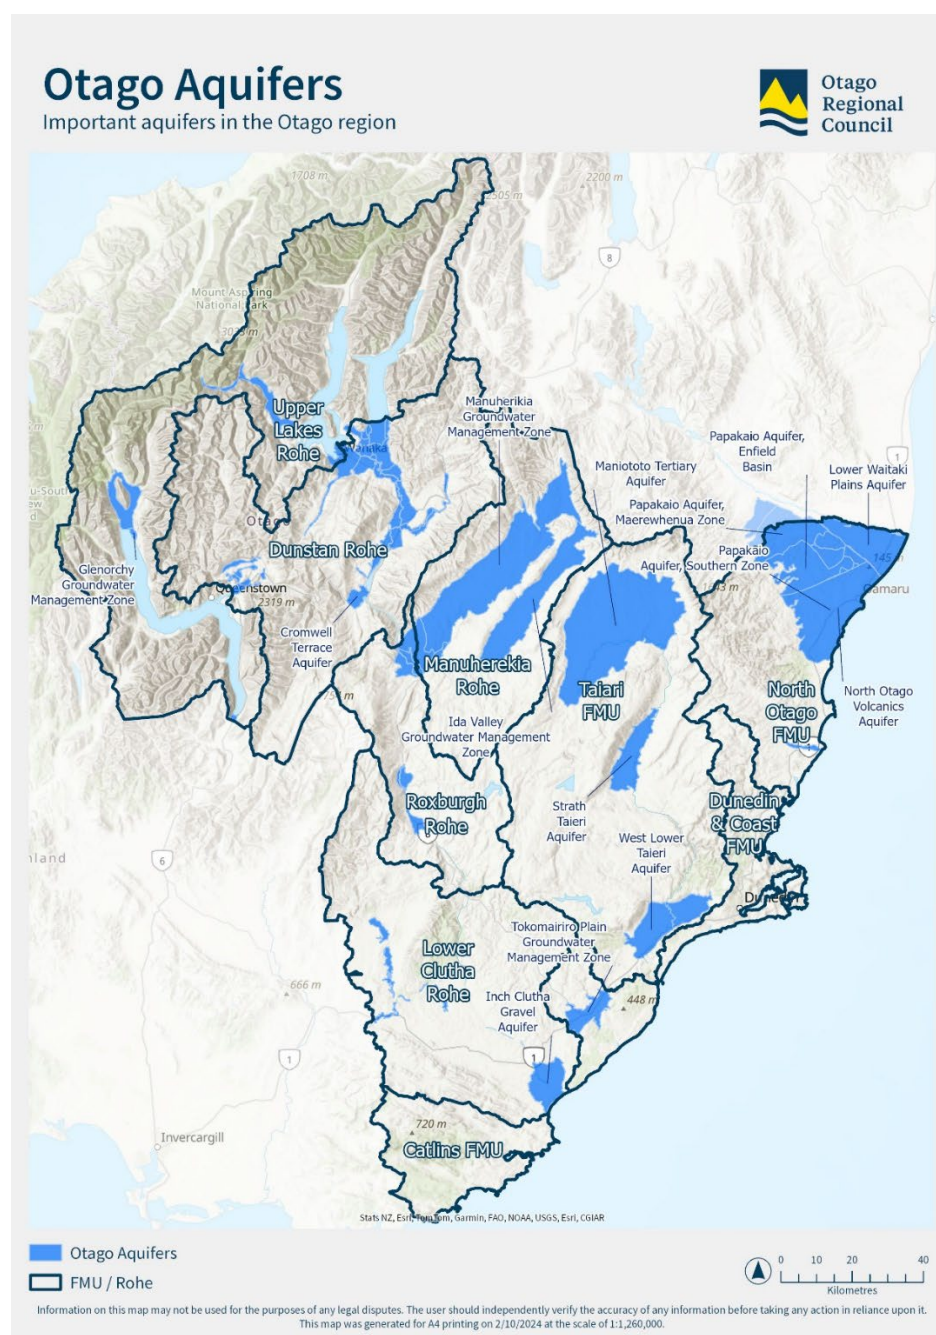 Otago Aquifers
Important aquifers in the Otago region
Otago
Regional
Council
1708 m
2505 m
2200 m
8
Mount Aspiring
National Park
Upper
Lakes
Rohe
Wanaka
Manuherikia
Groundwater
Management Zone
Maniototo Tertiary
Aquifer
Papakaio Aquifer,
Enfield
Basin
1
Lower Waitaki
Plains Aquifer
Papakaio Aquifer,
Maerewhenua Zone
Papakaio
Aquifer, Southern Zone
145
amaru
Otago
Dunstan Rohe
Glenorchy
Groundwater
Management Zone
Queenstown
2319 m
Cromwell
Terrace
Aquifer
Manuherekia
Rohe
Taiari
FMU
North
Otago
FMU
North Otago
Volcanics
Aquifer
Ida Valley
Groundwater Management
Zone
Roxburgh
Rohe
Strath
Taieri
Aquifer
Dunedin
& Coast
FMU
West Lower
Taieri
Aquifer
6
hland
Lower
Clutha
Rohe
Tokomairiro Plain
Groundwater
Management Zone
Inch Clutha
Gravel
Aquifer
666 m
448 m
1
1
720 m
Catlins FMU
Invercargill
Stats NZ, Esri, TomTom, Garmin, FAO, NOAA, USGS, Esri, CGIAR
Otago Aquifers
FMU / Rohe
0 10 20 40
Kilometres
Information on this map may not be used for the purposes of any legal disputes. The user should independently verify the accuracy of any information before taking any action in reliance upon it.
This map was generated for A4 printing on 2/10/2024 at the scale of 1:1,260,000.